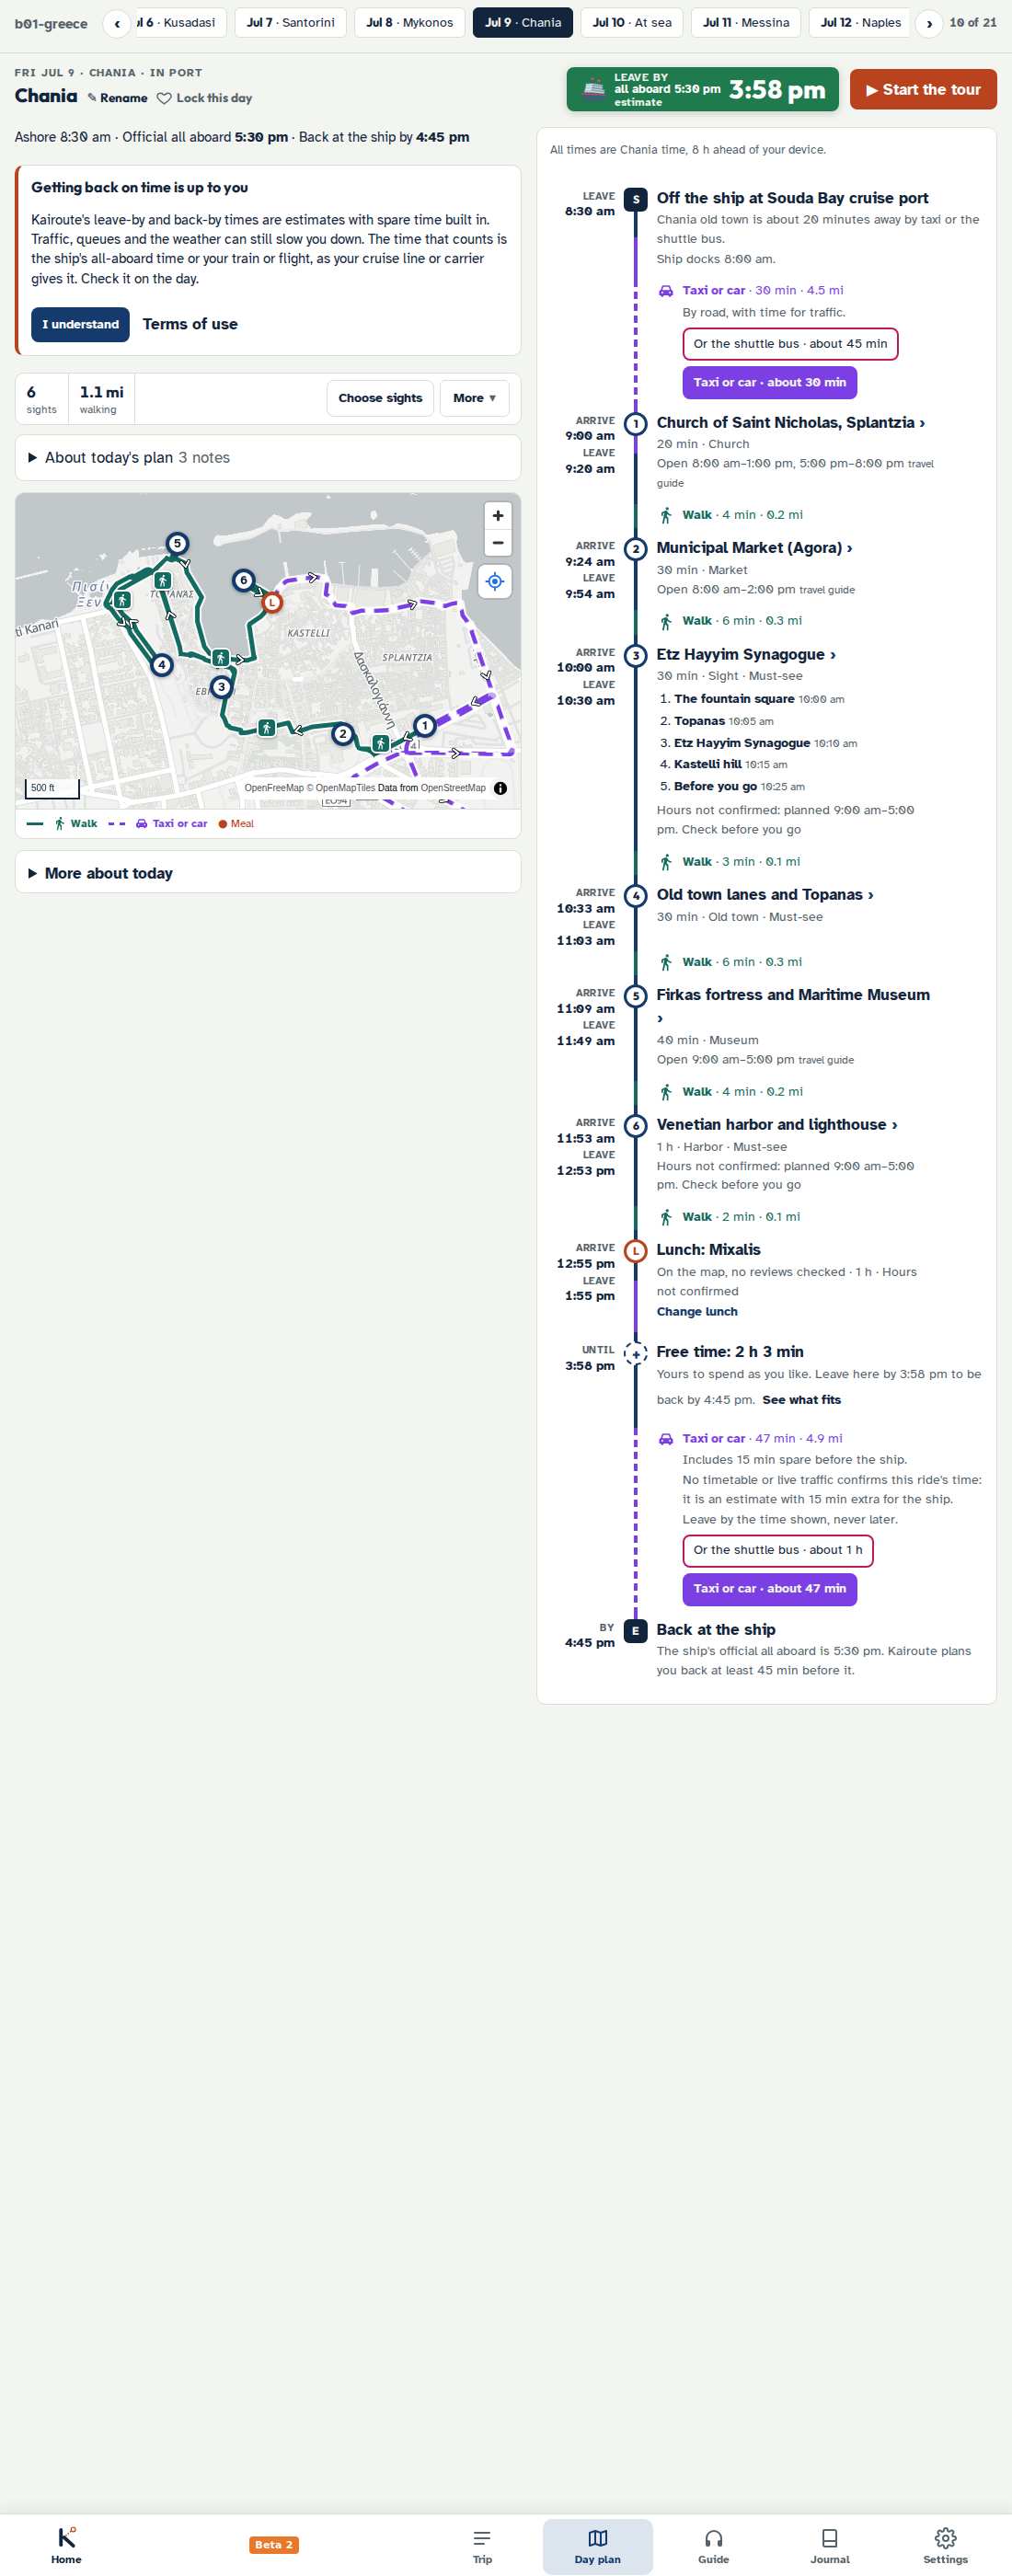 b01-greece
‹
Jul 6 · Kusadasi
Jul 7 · Santorini
Jul 8 · Mykonos
Jul 9 · Chania
Jul 10 · At sea
Jul 11 · Messina
Jul 12 · Naples
›
10 of 21
FRI JUL 9 · CHANIA · IN PORT
Chania ✎ Rename ♡ Lock this day
LEAVE BY
all aboard 5:30 pm
estimate
3:58 pm
▶ Start the tour
Ashore 8:30 am · Official all aboard 5:30 pm · Back at the ship by 4:45 pm
Getting back on time is up to you
Kairoute's leave-by and back-by times are estimates with spare time built in.
Traffic, queues and the weather can still slow you down. The time that counts is
the ship's all-aboard time or your train or flight, as your cruise line or carrier
gives it. Check it on the day.
I understand
Terms of use
6
sights
1.1 mi
walking
Choose sights
More ▼
▶ About today's plan 3 notes
+
−
5
6
L
4
3
2
1
ti Kanari
KASTELLI
SPLANTZIA
Δασκαλογιάννη
500 ft
OpenFreeMap © OpenMapTiles Data from OpenStreetMap
Walk
Taxi or car
Meal
▶ More about today
All times are Chania time, 8 h ahead of your device.
LEAVE
8:30 am
S
Off the ship at Souda Bay cruise port
Chania old town is about 20 minutes away by taxi or the
shuttle bus.
Ship docks 8:00 am.
Taxi or car · 30 min · 4.5 mi
By road, with time for traffic.
Or the shuttle bus · about 45 min
Taxi or car · about 30 min
ARRIVE
9:00 am
LEAVE
9:20 am
1
Church of Saint Nicholas, Splantzia ›
20 min · Church
Open 8:00 am–1:00 pm, 5:00 pm–8:00 pm travel
guide
Walk · 4 min · 0.2 mi
ARRIVE
9:24 am
LEAVE
9:54 am
2
Municipal Market (Agora) ›
30 min · Market
Open 8:00 am–2:00 pm travel guide
Walk · 6 min · 0.3 mi
ARRIVE
10:00 am
LEAVE
10:30 am
3
Etz Hayyim Synagogue ›
30 min · Sight · Must-see
1. The fountain square 10:00 am
2. Topanas 10:05 am
3. Etz Hayyim Synagogue 10:10 am
4. Kastelli hill 10:15 am
5. Before you go 10:25 am
Hours not confirmed: planned 9:00 am–5:00
pm. Check before you go
Walk · 3 min · 0.1 mi
ARRIVE
10:33 am
LEAVE
11:03 am
4
Old town lanes and Topanas ›
30 min · Old town · Must-see
Walk · 6 min · 0.3 mi
ARRIVE
11:09 am
LEAVE
11:49 am
5
Firkas fortress and Maritime Museum
›
40 min · Museum
Open 9:00 am–5:00 pm travel guide
Walk · 4 min · 0.2 mi
ARRIVE
11:53 am
LEAVE
12:53 pm
6
Venetian harbor and lighthouse ›
1 h · Harbor · Must-see
Hours not confirmed: planned 9:00 am–5:00
pm. Check before you go
Walk · 2 min · 0.1 mi
ARRIVE
12:55 pm
LEAVE
1:55 pm
L
Lunch: Mixalis
On the map, no reviews checked · 1 h · Hours
not confirmed
Change lunch
UNTIL
3:58 pm
+
Free time: 2 h 3 min
Yours to spend as you like. Leave here by 3:58 pm to be
back by 4:45 pm. See what fits
Taxi or car · 47 min · 4.9 mi
Includes 15 min spare before the ship.
No timetable or live traffic confirms this ride's time:
it is an estimate with 15 min extra for the ship.
Leave by the time shown, never later.
Or the shuttle bus · about 1 h
Taxi or car · about 47 min
BY
4:45 pm
E
Back at the ship
The ship's official all aboard is 5:30 pm. Kairoute plans
you back at least 45 min before it.
Home
Beta 2
Trip
Day plan
Guide
Journal
Settings